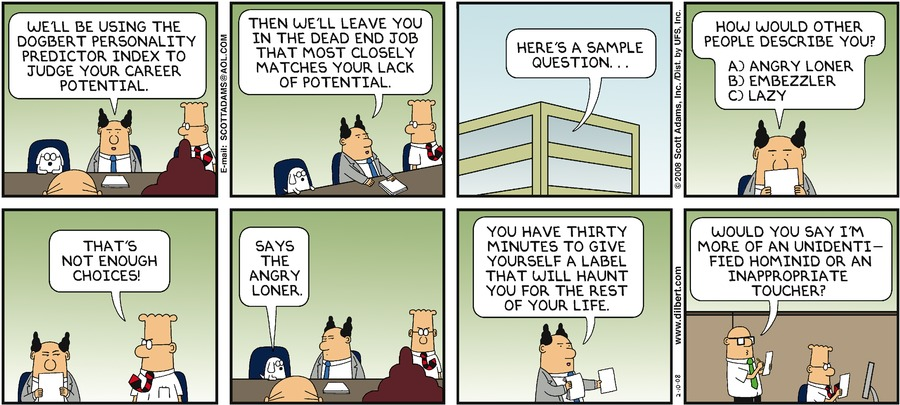 WE'LL BE USING THE
DOGBERT PERSONALITY
PREDICTOR INDEX TO
JUDGE YOUR CAREER
POTENTIAL.
E-mail: SCOTTADAMS@AOL.COM
THEN WE'LL LEAVE YOU
IN THE DEAD END JOB
THAT MOST CLOSELY
MATCHES YOUR LACK
OF POTENTIAL.
HERE'S A SAMPLE
QUESTION...
© 2008 Scott Adams, Inc./Dist. by UFS, Inc.
HOW WOULD OTHER
PEOPLE DESCRIBE YOU?
A) ANGRY LONER
B) EMBEZZLER
C) LAZY
THAT'S
NOT ENOUGH
CHOICES!
SAYS
THE
ANGRY
LONER.
YOU HAVE THIRTY
MINUTES TO GIVE
YOURSELF A LABEL
THAT WILL HAUNT
YOU FOR THE REST
OF YOUR LIFE.
2-10-08
www.dilbert.com
WOULD YOU SAY I'M
MORE OF AN UNIDENTI-
FIED HOMINID OR AN
INAPPROPRIATE
TOUCHER?